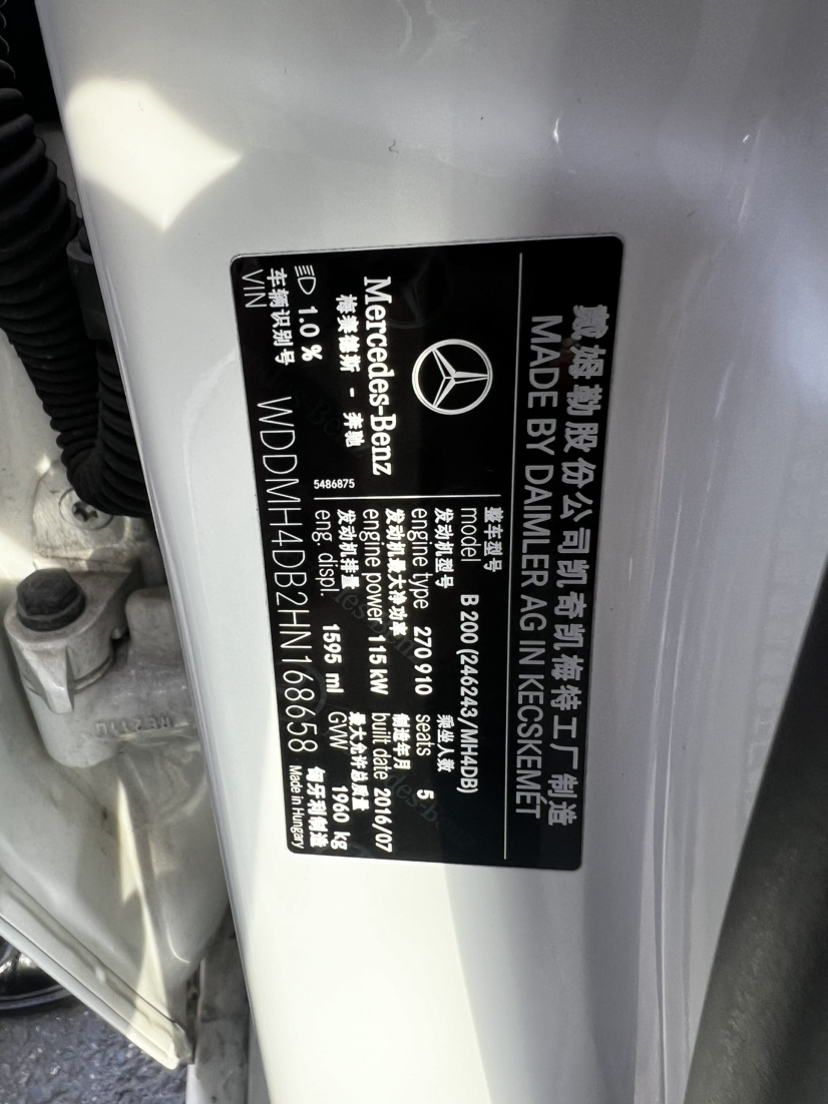 戴姆勒股份公司凯奇凯梅特工厂制造
MADE BY DAIMLER AG IN KECSKEMÉT
Mercedes-Benz
梅赛德斯 - 奔驰
整车型号
model B 200 (246243/MH4DB)
发动机型号 乘坐人数
engine type 270 910 seats 5
发动机最大净功率 制造年月
engine power 115 kW built date 2016/07
发动机排量 最大允许总质量
eng. displ. 1595 ml GVW 1960 kg
5486875
1.0 %
车辆识别号
VIN WDDMH4DB2HN168658
匈牙利制造
Made in Hungary